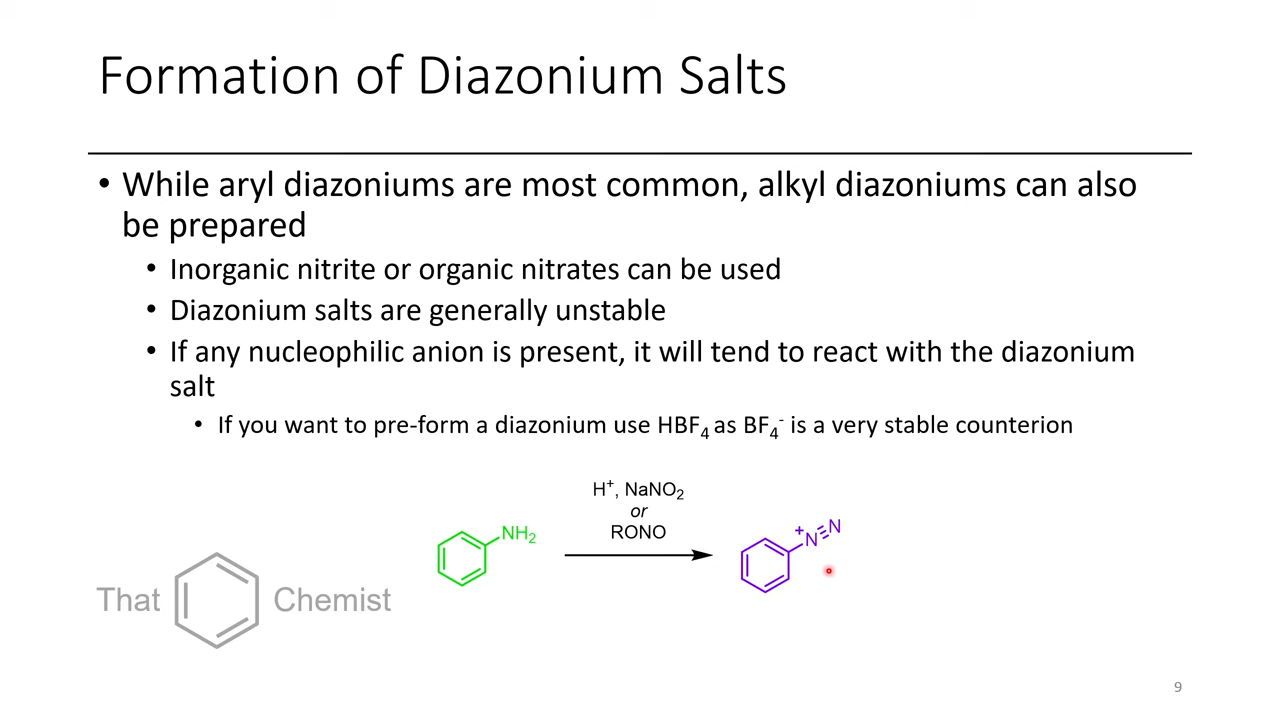 Formation of Diazonium Salts
• While aryl diazoniums are most common, alkyl diazoniums can also
be prepared
• Inorganic nitrite or organic nitrates can be used
• Diazonium salts are generally unstable
• If any nucleophilic anion is present, it will tend to react with the diazonium
salt
• If you want to pre-form a diazonium use HBF₄ as BF₄⁻ is a very stable counterion
H⁺, NaNO₂
or
RONO
NH₂
+
N≡N
That Chemist
9